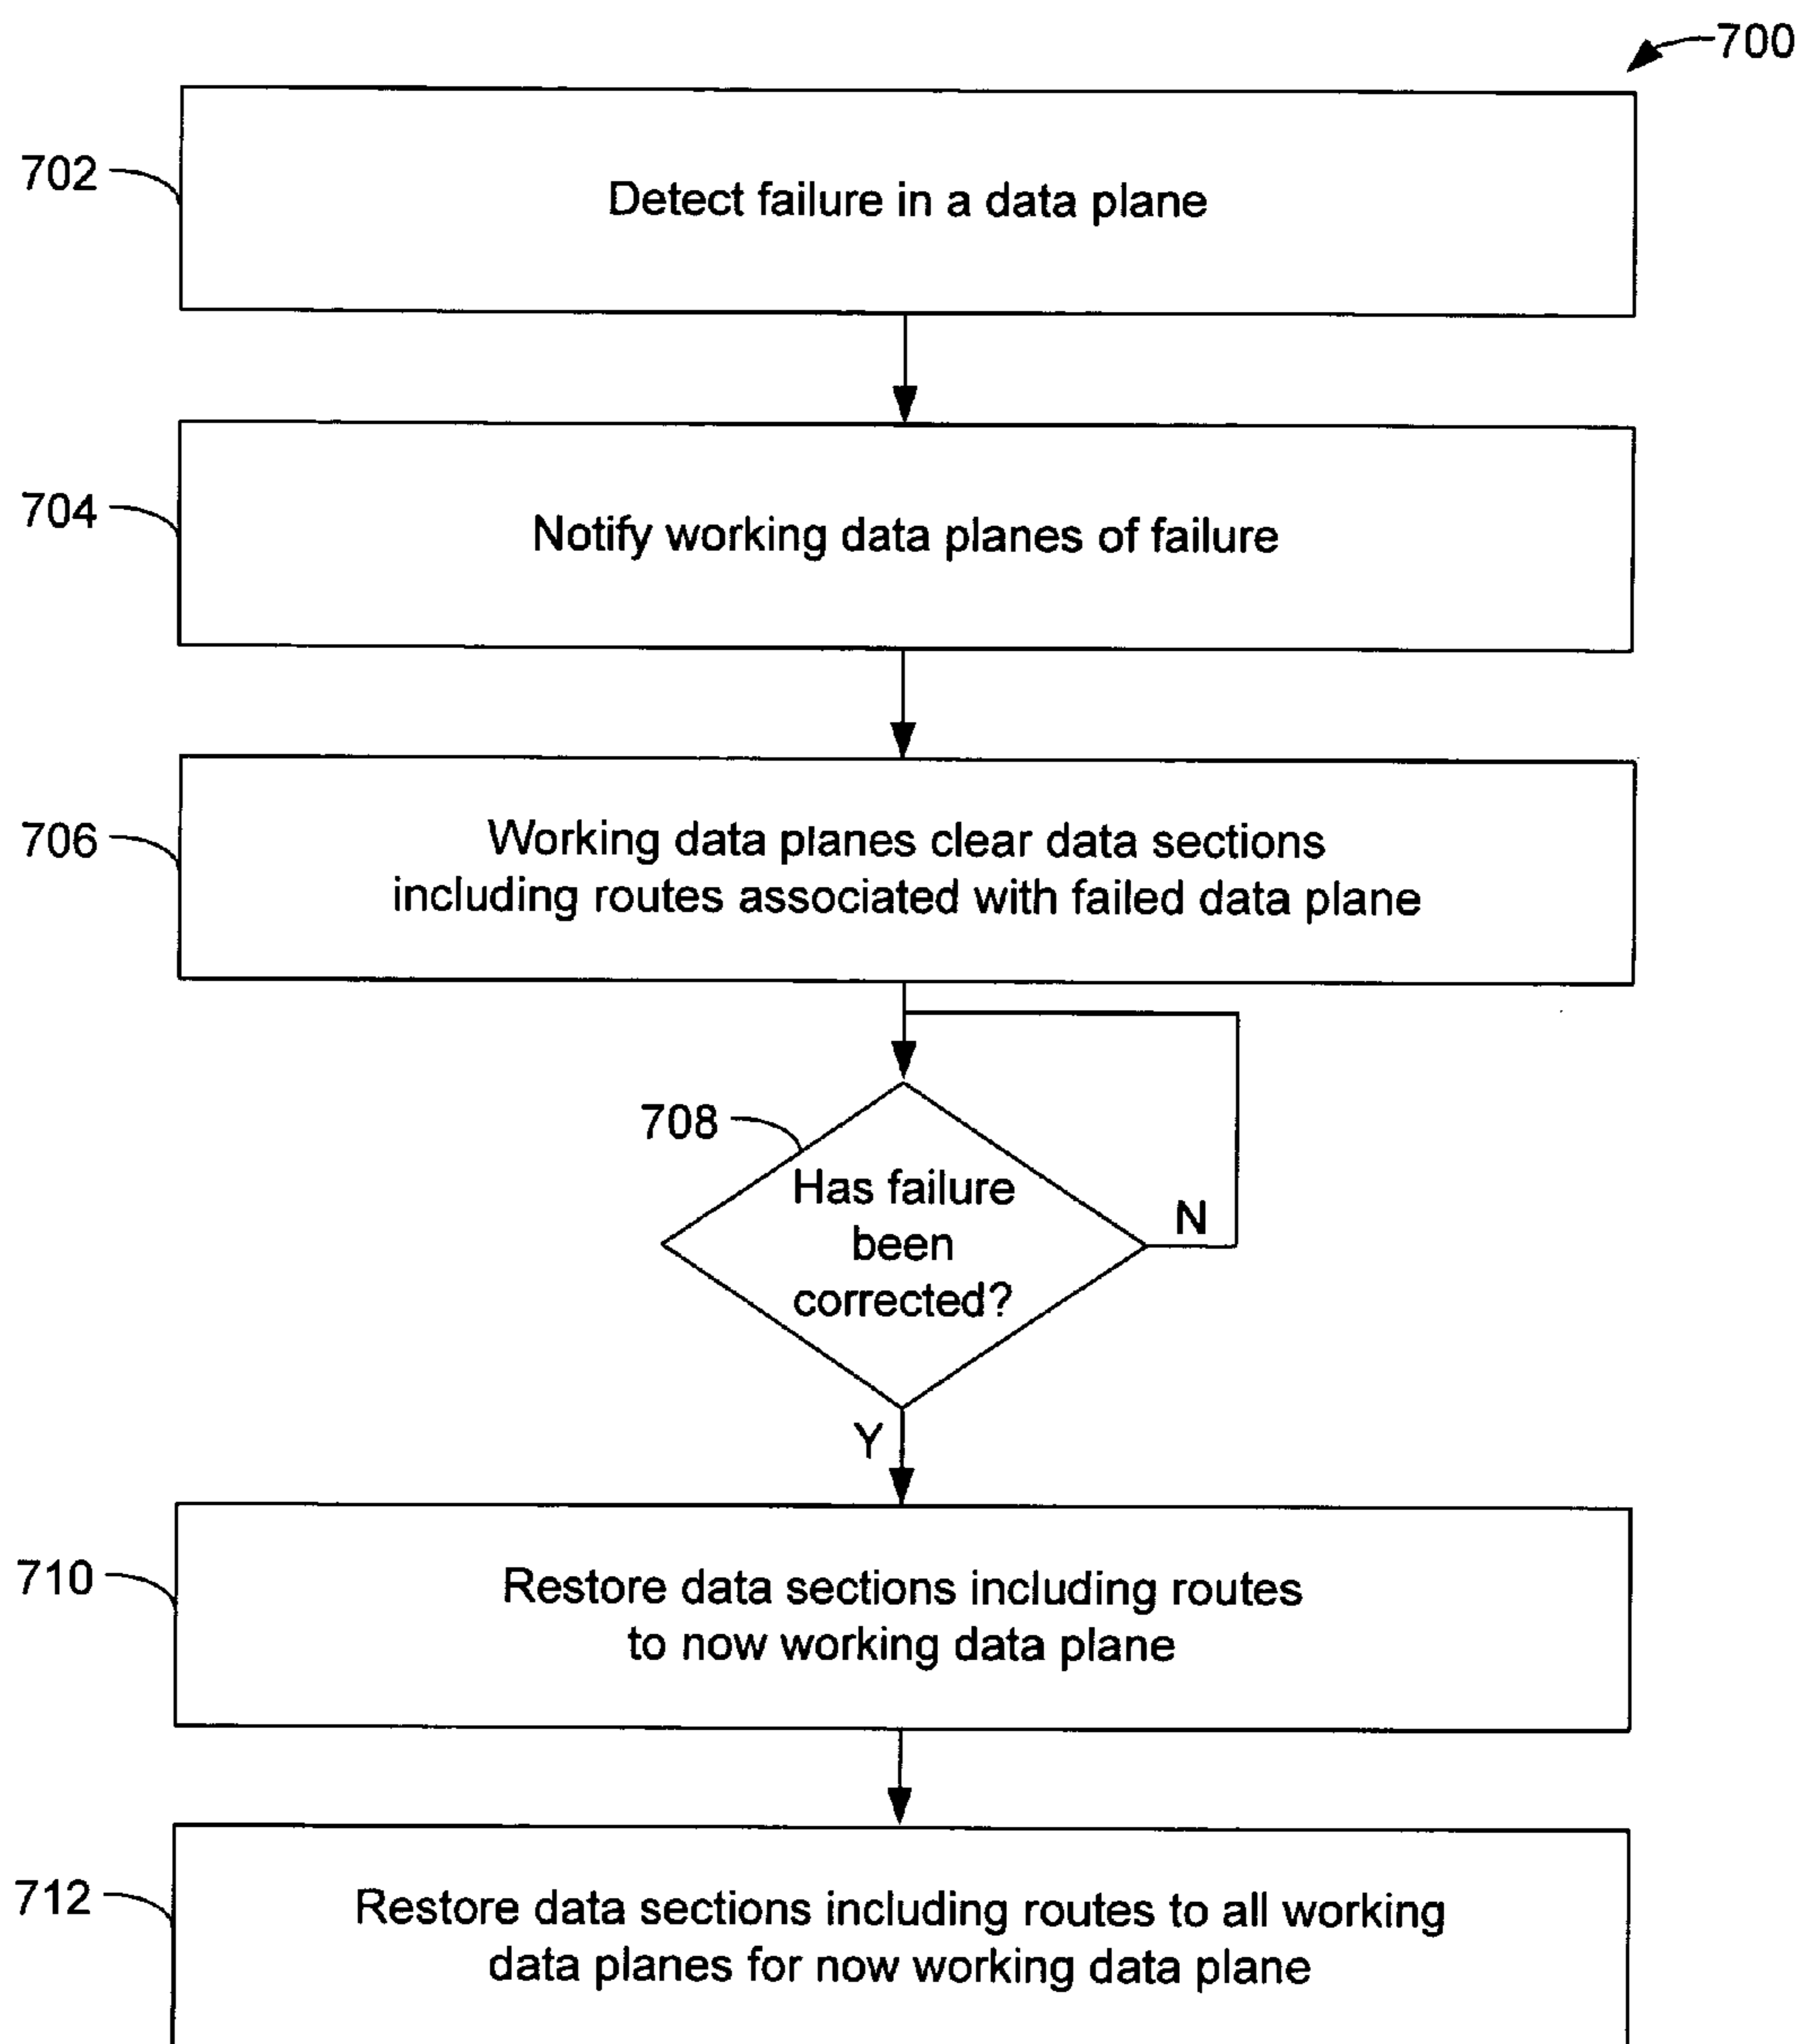 700
702
Detect failure in a data plane
704
Notify working data planes of failure
706
Working data planes clear data sections
including routes associated with failed data plane
708
Has failure
been
corrected?
N
Y
710
Restore data sections including routes
to now working data plane
712
Restore data sections including routes to all working
data planes for now working data plane